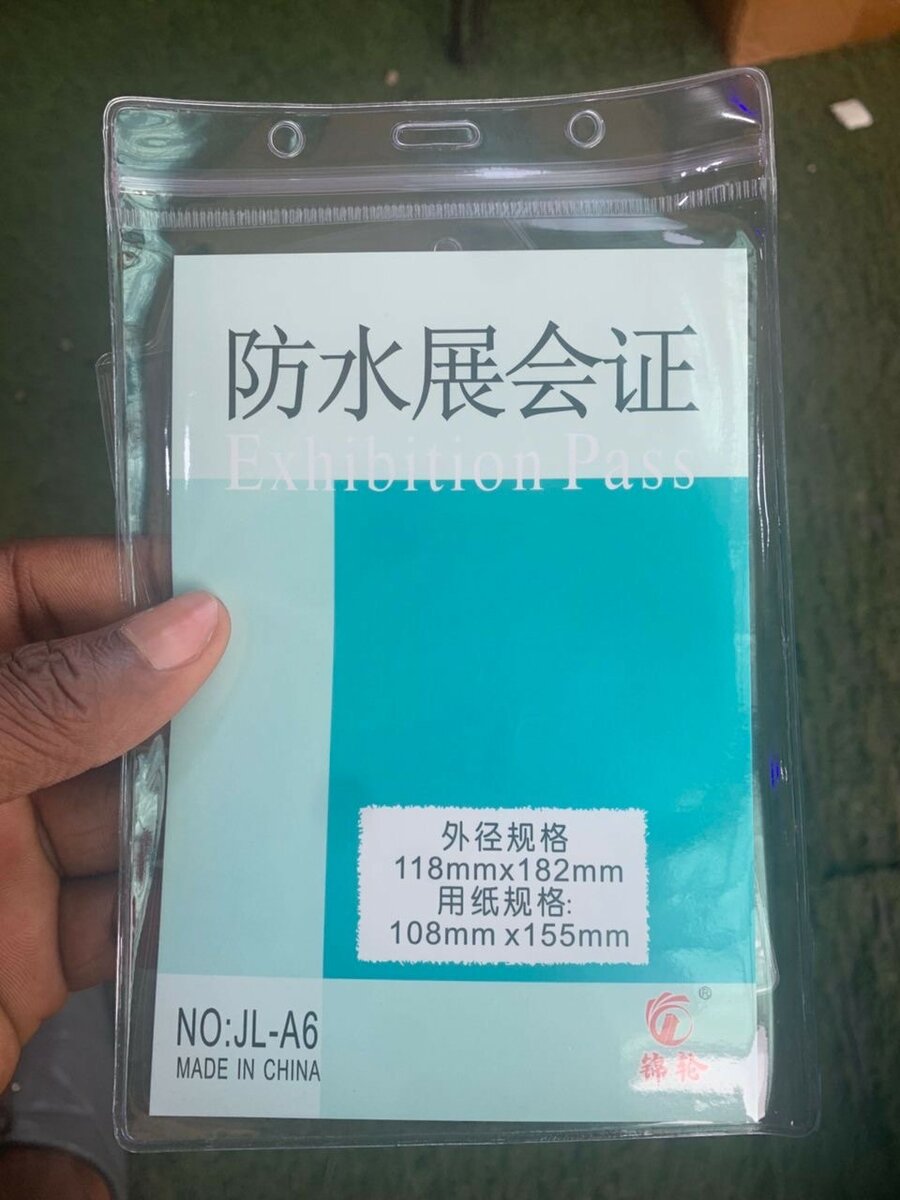 防水展会证
Exhibition Pass
外径规格
118mmx182mm
用纸规格:
108mm x155mm
NO:JL-A6
MADE IN CHINA
®
锦轮